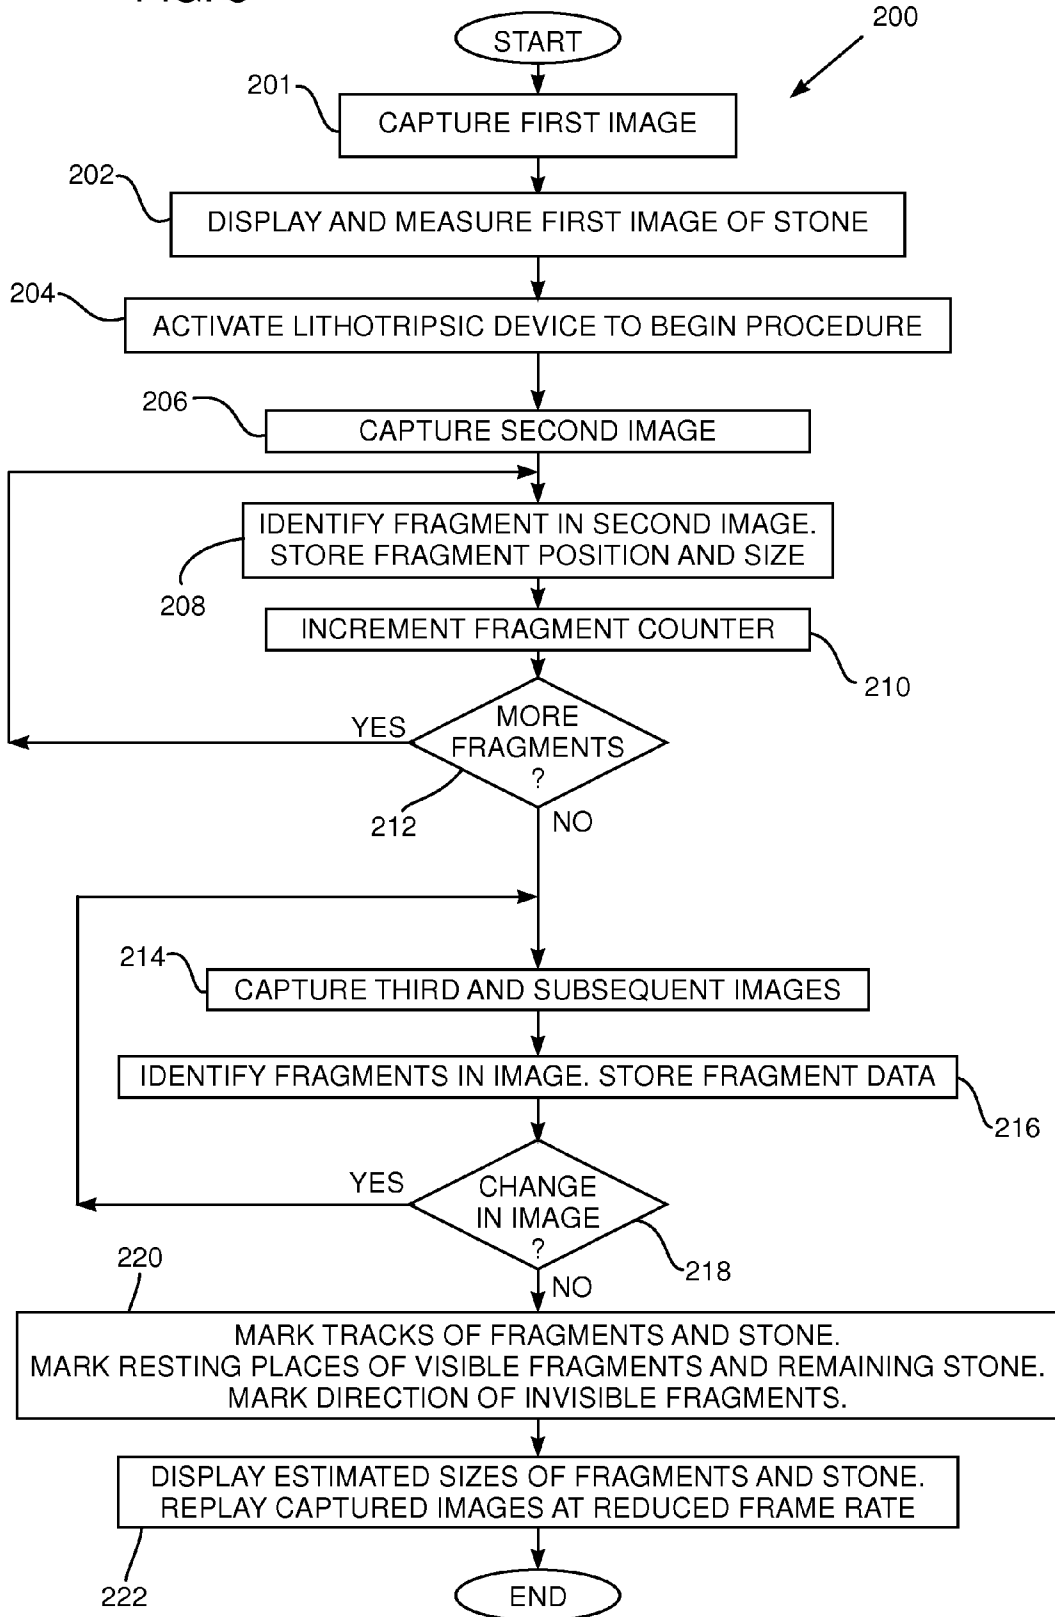 START
200
201
CAPTURE FIRST IMAGE
202
DISPLAY AND MEASURE FIRST IMAGE OF STONE
204
ACTIVATE LITHOTRIPSIC DEVICE TO BEGIN PROCEDURE
206
CAPTURE SECOND IMAGE
IDENTIFY FRAGMENT IN SECOND IMAGE.
STORE FRAGMENT POSITION AND SIZE
208
INCREMENT FRAGMENT COUNTER
210
MORE
FRAGMENTS
?
YES
212
NO
214
CAPTURE THIRD AND SUBSEQUENT IMAGES
IDENTIFY FRAGMENTS IN IMAGE. STORE FRAGMENT DATA
216
YES
CHANGE
IN IMAGE
?
218
220
NO
MARK TRACKS OF FRAGMENTS AND STONE.
MARK RESTING PLACES OF VISIBLE FRAGMENTS AND REMAINING STONE.
MARK DIRECTION OF INVISIBLE FRAGMENTS.
DISPLAY ESTIMATED SIZES OF FRAGMENTS AND STONE.
REPLAY CAPTURED IMAGES AT REDUCED FRAME RATE
222
END